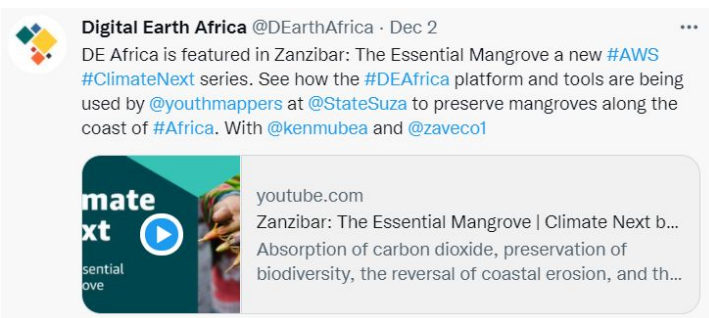 Digital Earth Africa @DEarthAfrica · Dec 2
DE Africa is featured in Zanzibar: The Essential Mangrove a new #AWS
#ClimateNext series. See how the #DEAfrica platform and tools are being
used by @youthmappers at @StateSuza to preserve mangroves along the
coast of #Africa. With @kenmubea and @zaveco1
mate
xt
sential
ove
youtube.com
Zanzibar: The Essential Mangrove | Climate Next b...
Absorption of carbon dioxide, preservation of
biodiversity, the reversal of coastal erosion, and th...